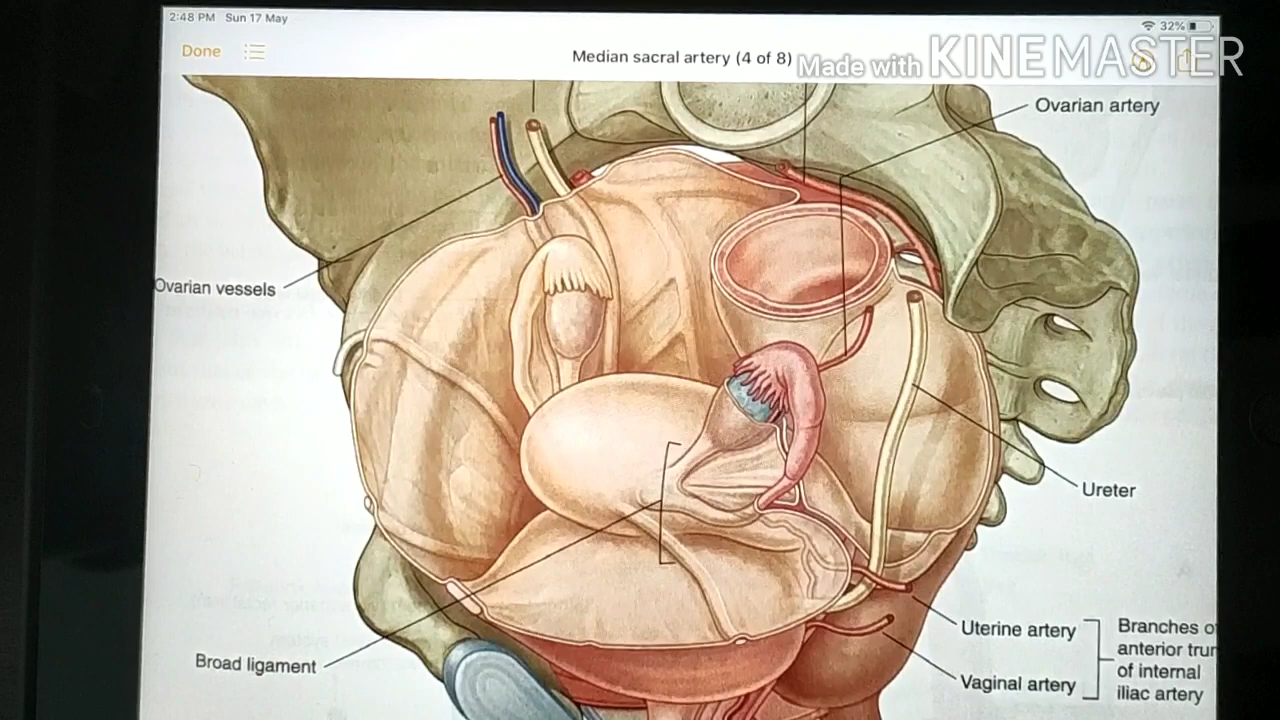 2:48 PM Sun 17 May
32%
Done
Median sacral artery (4 of 8)
Made with KINEMASTER
Ovarian artery
Ovarian vessels
Ureter
Uterine artery
Vaginal artery
Branches o
anterior trun
of internal
iliac artery
Broad ligament